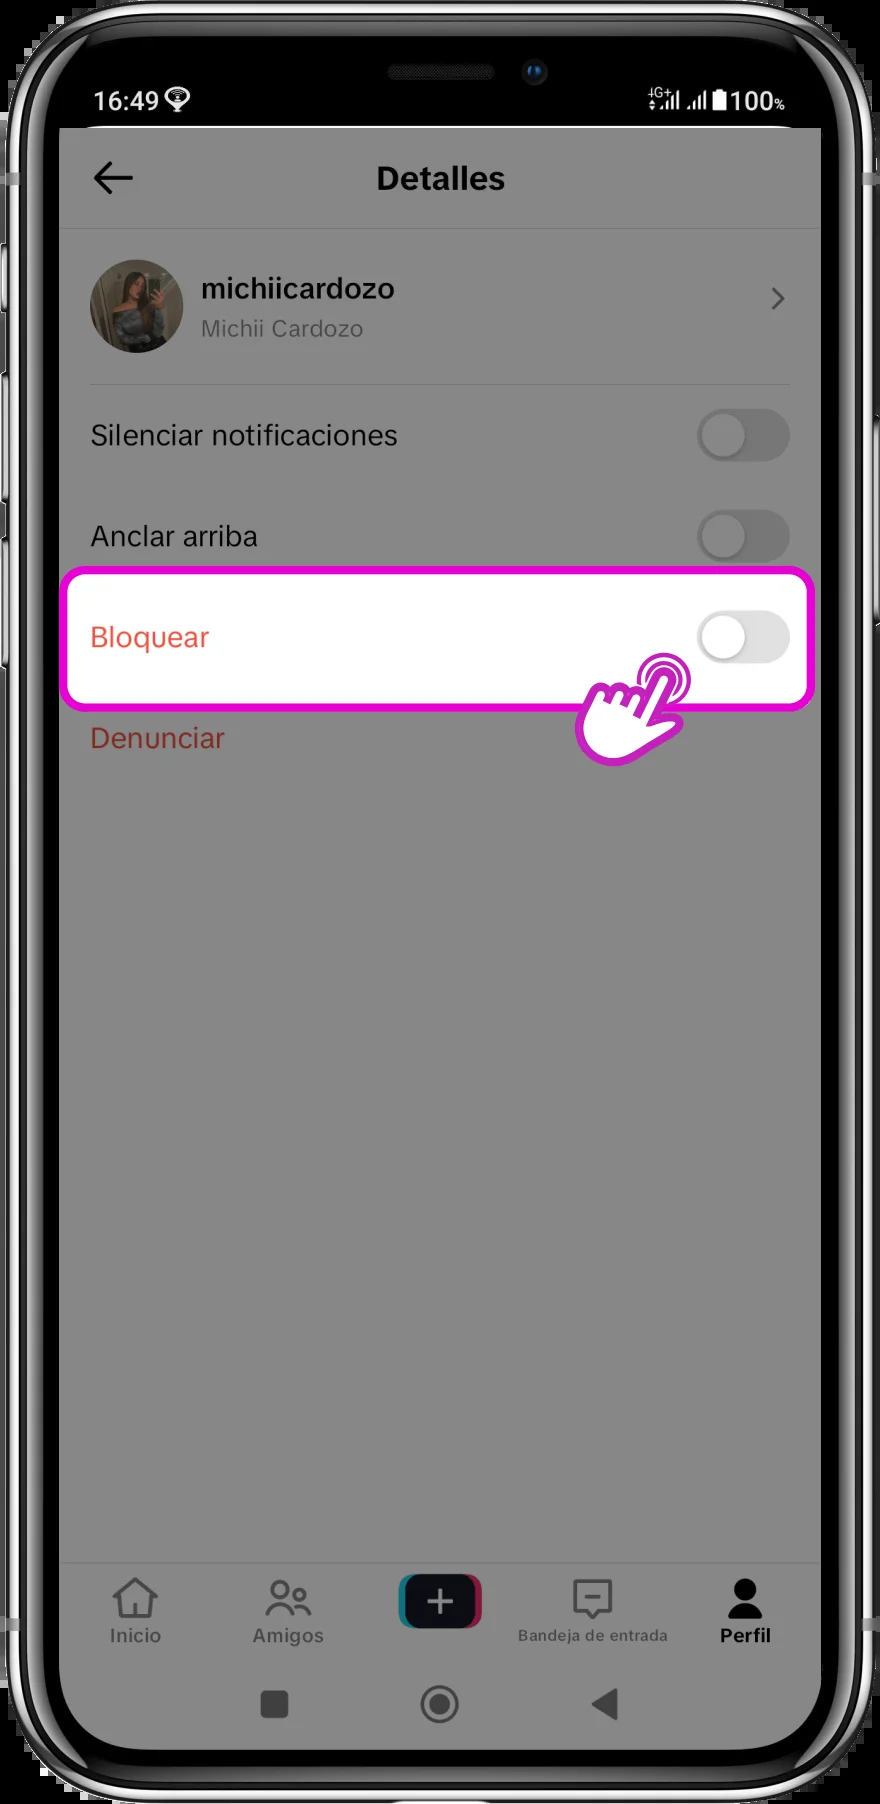 16:49 4G+ 100%
Detalles
michiicardozo
Michii Cardozo
Silenciar notificaciones
Anclar arriba
Bloquear
Denunciar
Inicio Amigos Bandeja de entrada Perfil